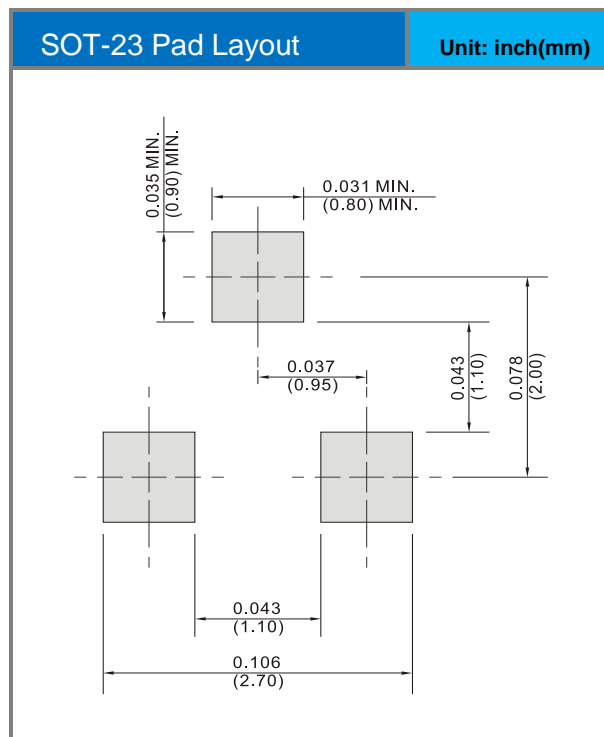 SOT-23 Pad Layout
Unit: inch(mm)
0.035 MIN.
(0.90) MIN.
0.031 MIN.
(0.80) MIN.
0.037
(0.95)
0.043
(1.10)
0.078
(2.00)
0.043
(1.10)
0.106
(2.70)